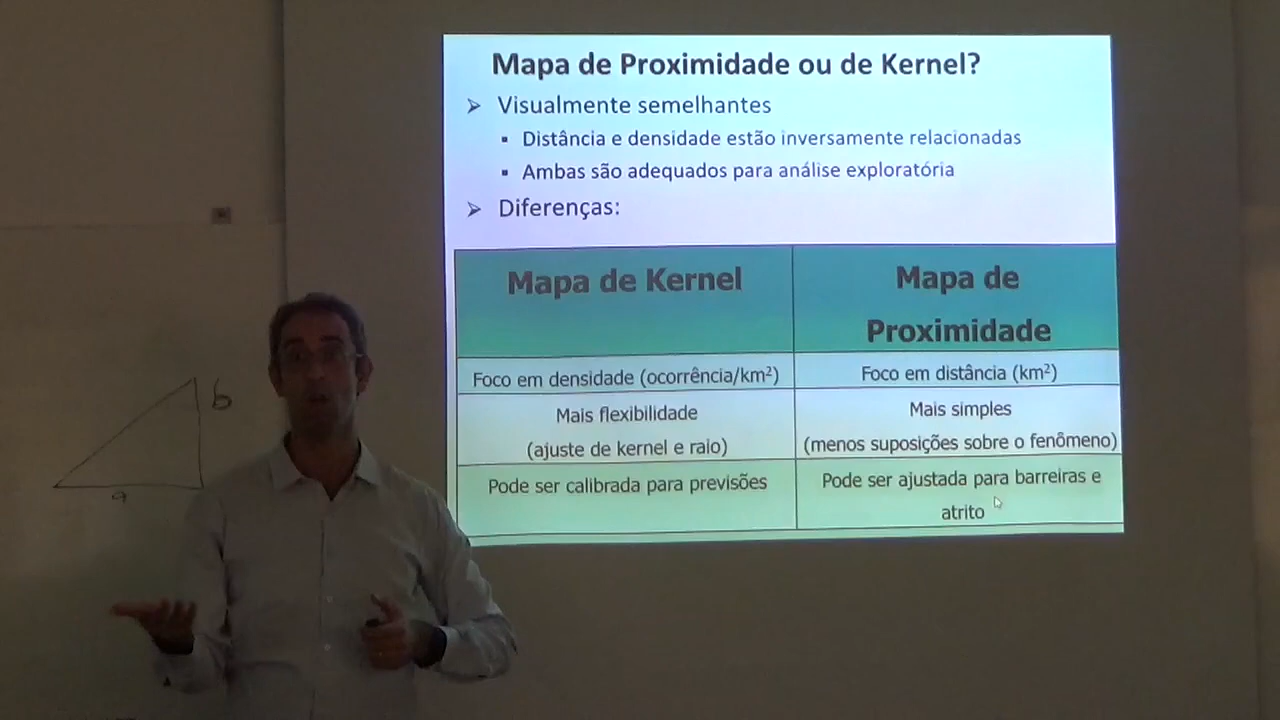 Mapa de Proximidade ou de Kernel?
➢ Visualmente semelhantes
▪ Distância e densidade estão inversamente relacionadas
▪ Ambas são adequados para análise exploratória
➢ Diferenças:
Mapa de Kernel
Mapa de
Proximidade
Foco em densidade (ocorrência/km²)
Foco em distância (km²)
Mais flexibilidade
(ajuste de kernel e raio)
Mais simples
(menos suposições sobre o fenômeno)
Pode ser calibrada para previsões
Pode ser ajustada para barreiras e
atrito
b
a